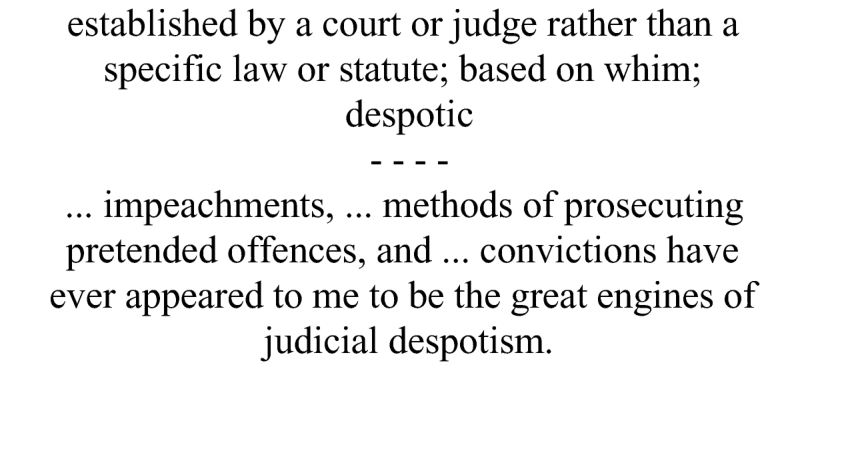 established by a court or judge rather than a
specific law or statute; based on whim;
despotic
- - - -
... impeachments, ... methods of prosecuting
pretended offences, and ... convictions have
ever appeared to me to be the great engines of
judicial despotism.